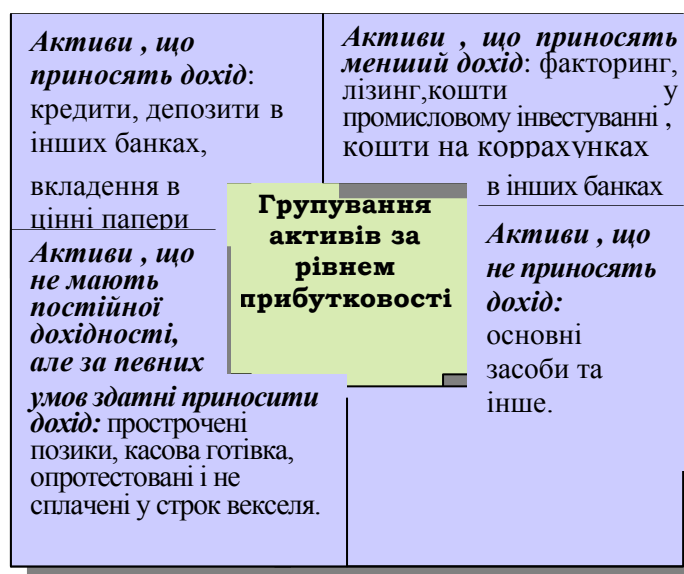 Активи , що
приносять дохід:
кредити, депозити в
інших банках,
вкладення в
цінні папери
Активи , що приносять
менший дохід: факторинг,
лізинг,кошти у
промисловому інвестуванні ,
кошти на коррахунках
в інших банках
Групування
активів за
рівнем
прибутковості
Активи , що
не мають
постійної
дохідності,
але за певних
умов здатні приносити
дохід: прострочені
позики, касова готівка,
опротестовані і не
сплачені у строк векселя.
Активи , що
не приносять
дохід:
основні
засоби та
інше.